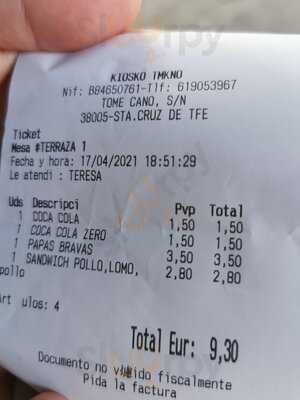 KIOSKO TMKNO
Nif: B84650761-Tlf: 619053967
TOME CANO, S/N
38005-STA.CRUZ DE TFE
Ticket
Mesa #TERRAZA 1
Fecha y hora: 17/04/2021 18:51:29
Le atendi : TERESA
Uds Descripci Pvp Total
1 COCA COLA 1,50 1,50
1 COCA COLA ZERO 1,50 1,50
1 PAPAS BRAVAS 3,50 3,50
1 SANDWICH POLLO,LOMO, 2,80 2,80
pollo
Art ulos: 4
Total Eur: 9,30
Documento no válido fiscalmente
Pida la factura